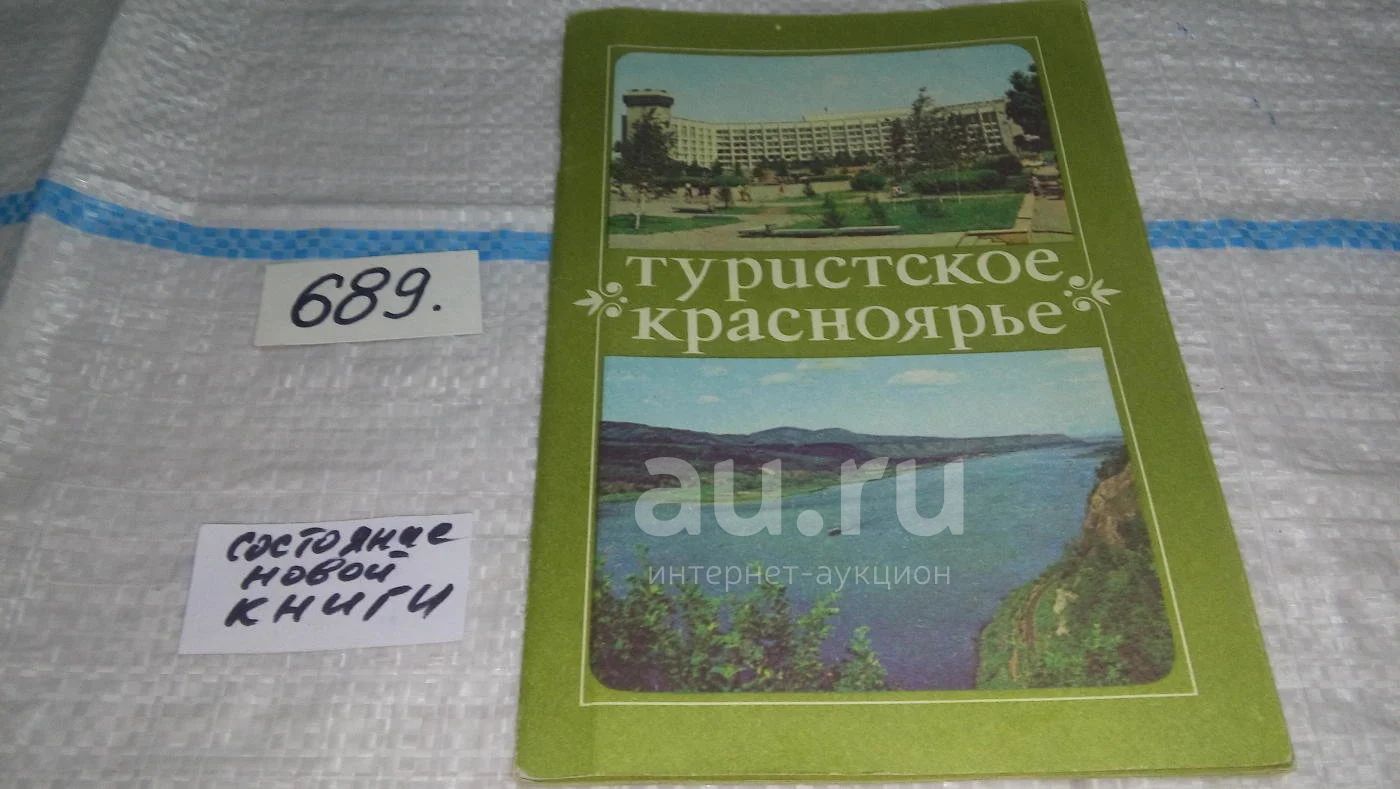 689.
состояние
новой
книги
туристское
красноярье
au.ru
интернет-аукцион